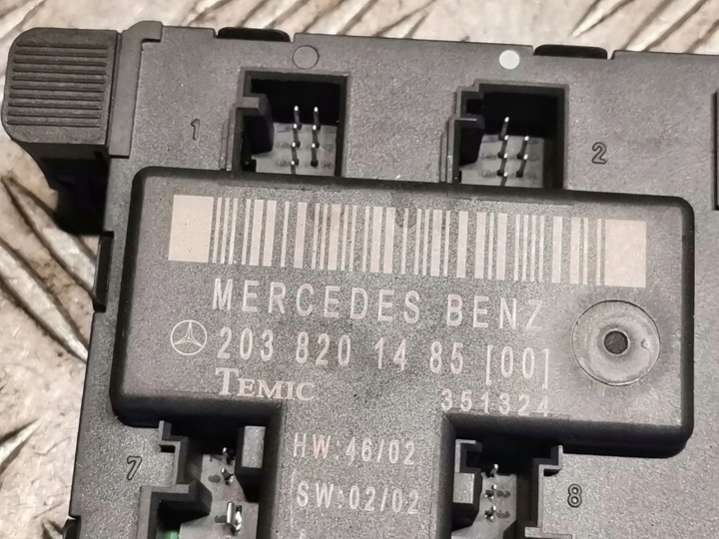 1
2
MERCEDES BENZ
203 820 14 85 [00]
TEMIC 351324
HW:46/02
7
SW:02/02
8